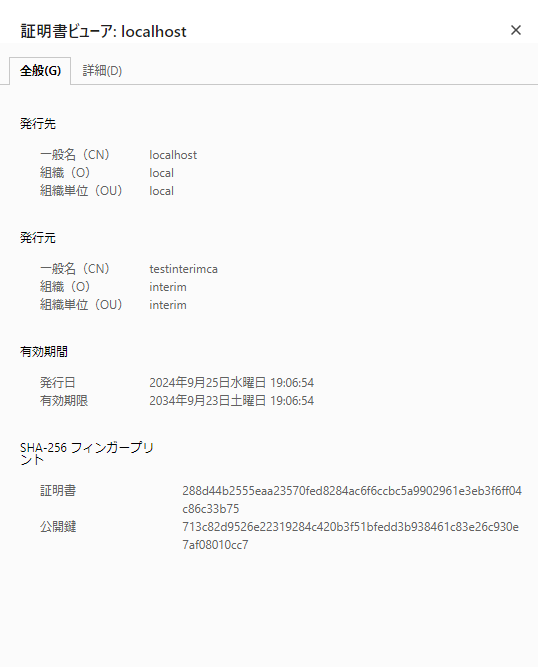 証明書ビューア: localhost
全般(G) 詳細(D)
発行先
一般名（CN） localhost
組織（O） local
組織単位（OU） local
発行元
一般名（CN） testinterimca
組織（O） interim
組織単位（OU） interim
有効期間
発行日 2024年9月25日水曜日 19:06:54
有効期限 2034年9月23日土曜日 19:06:54
SHA-256 フィンガープリ
ント
証明書 288d44b2555eaa23570fed8284ac6f6ccbc5a9902961e3eb3f6ff04
c86c33b75
公開鍵 713c82d9526e22319284c420b3f51bfedd3b938461c83e26c930e
7af08010cc7